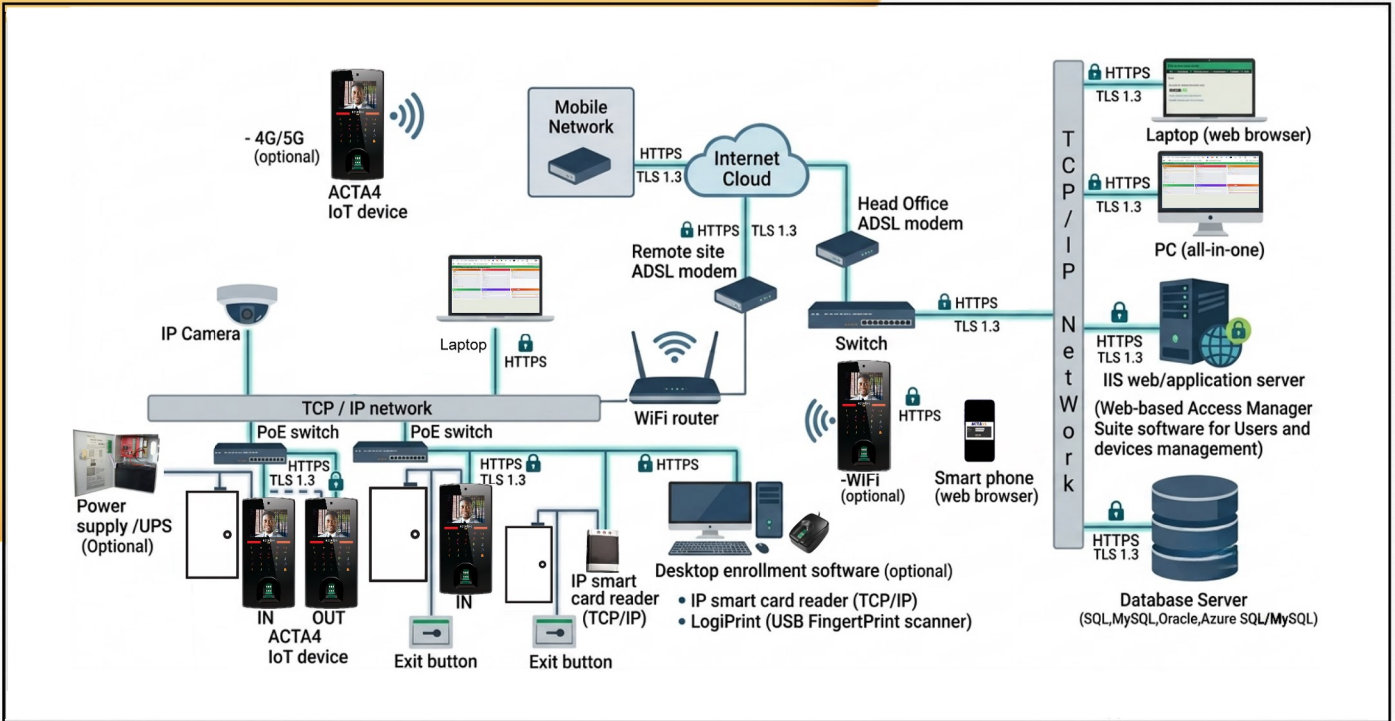 - 4G/5G
(optional)
ACTA4
IoT device
Mobile
Network
HTTPS
TLS 1.3
Internet
Cloud
HTTPS TLS 1.3
Remote site
ADSL modem
Head Office
ADSL modem
HTTPS
TLS 1.3
Switch
TCP/IP NetWork
HTTPS
TLS 1.3
Laptop (web browser)
HTTPS
TLS 1.3
PC (all-in-one)
HTTPS
TLS 1.3
IIS web/application server
(Web-based Access Manager
Suite software for Users and
devices management)
HTTPS
TLS 1.3
Database Server
(SQL,MySQL,Oracle,Azure SQL/MySQL)
IP Camera
Laptop
HTTPS
TCP / IP network
WiFi router
HTTPS
-WIFi
(optional)
ACTA
Smart phone
(web browser)
PoE switch
PoE switch
HTTPS
TLS 1.3
HTTPS
TLS 1.3
HTTPS
Power
supply /UPS
(Optional)
IN
OUT
ACTA4
IoT device
IN
Exit button
IP smart
card reader
(TCP/IP)
Exit button
Desktop enrollment software (optional)
• IP smart card reader (TCP/IP)
• LogiPrint (USB FingertPrint scanner)